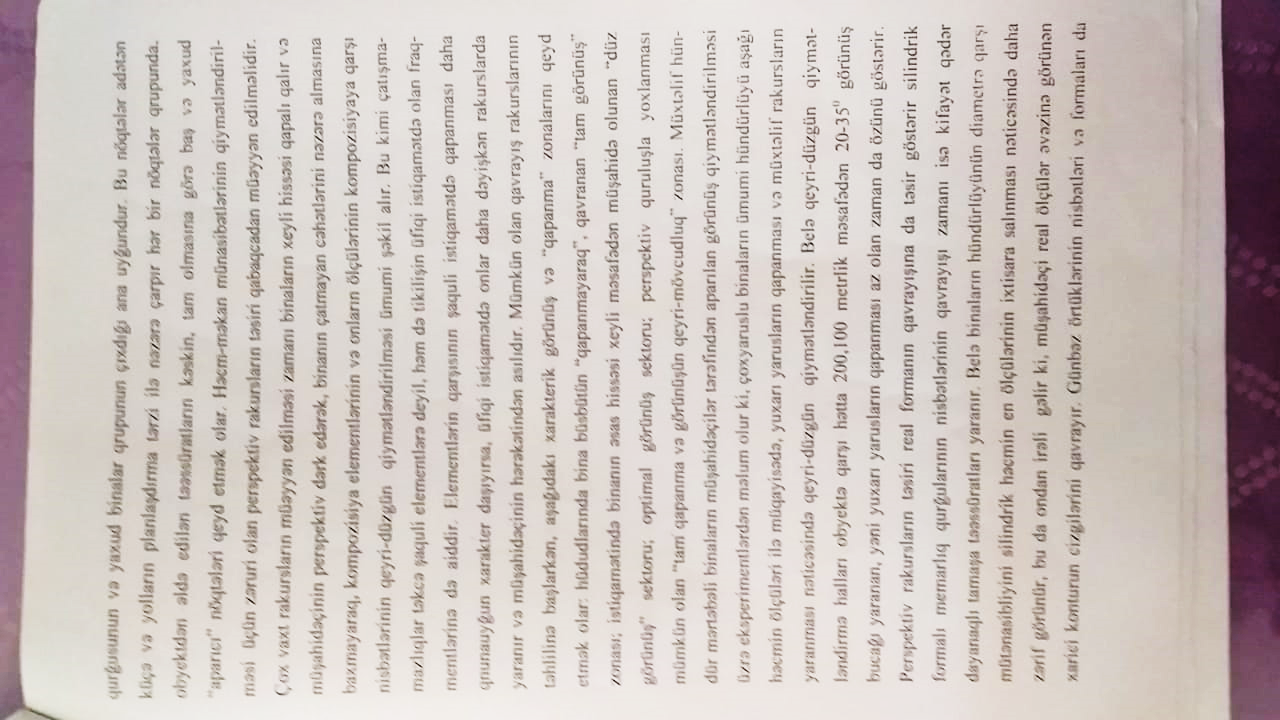 qurğusunun və yaxud binalar qrupunun çıxdığı ana uyğundur. Bu nöqtələr adətən
küçə və yolların planlaşdırma tərzi ilə nəzərə çarpır hər bir nöqtələr qrupunda.
obyektdən əldə edilən təəssüratların kəskin, tam olmasına görə baş və yaxud
"aparıcı" nöqtələri qeyd etmək olar. Həcm-məkan münasibətlərinin qiymətləndiril-
məsi üçün zəruri olan perspektiv rakursların təsiri qabaqcadan müəyyən edilməlidir.
Çox vaxt rakursların müəyyən edilməsi zamanı binaların xeyli hissəsi qapalı qalır və
müşahidəçinin perspektiv dərk edərək, binanın çatmayan cəhətlərini nəzərə almasına
baxmayaraq, kompozisiya elementlərinin və onların ölçülərinin kompozisiyaya qarşı
nisbətlərinin qeyri-düzgün qiymətləndirilməsi ümumi şəkil alır. Bu kimi çatışma-
mazlıqlar təkcə şaquli elementlərə deyil, həm də tikilişin üfiqi istiqamətdə olan fraq-
mentlərinə də aiddir. Elementlərin qarşısının şaquli istiqamətdə qapanması daha
qnunauyğun xarakter daşıyırsa, üfiqi istiqamətdə onlar daha dəyişkən rakurslarda
yaranır və müşahidəçinin hərəkətindən asılıdır. Mümkün olan qavrayış rakurslarının
təhlilinə başlarkən, aşağıdakı xarakterik görünüş və "qapanma" zonalarını qeyd
etmək olar: hüdudlarında bina büsbütün "qapanmayaraq", qavranan "tam görünüş"
zonası; istiqamətində binanın əsas hissəsi xeyli məsafədən müşahidə olunan "düz
görünüş" sektoru; optimal görünüş sektoru; perspektiv quruluşla yoxlanması
mümkün olan "tam qapanma və görünüşün qeyri-mövcudluq" zonası. Müxtəlif hün-
dür mərtəbəli binaların müşahidəçilər tərəfindən aparılan görünüş qiymətləndirilməsi
üzrə eksperimentlərdən məlum olur ki, çoxyaruslu binaların ümumi hündürlüyü aşağı
həcmin ölçüləri ilə müqayisədə, yuxarı yarusların qapanması və müxtəlif rakursların
yaranması nəticəsində qeyri-düzgün qiymətləndirilir. Belə qeyri-düzgün qiymət-
ləndirmə halları obyektə qarşı hətta 200,100 metrlik məsafədən 20-35⁰ görünüş
bucağı yaranan, yəni yuxarı yarusların qapanması az olan zaman da özünü göstərir.
Perspektiv rakursların təsiri real formanın qavrayışına da təsir göstərir silindrik
formalı memarlıq qurğularının nisbətlərinin qavrayışı zamanı isə kifayət qədər
dayanaqlı tamaşa təəssüratları yaranır. Belə binaların hündürlüyünün diametrə qarşı
mütənasibliyini silindrik həcmin en ölçülərinin ixtisara salınması nəticəsində daha
zərif görünür, bu da ondan irəli gəlir ki, müşahidəçi real ölçülər əvəzinə görünən
xarici konturun cizgilərini qavrayır. Günbəz örtüklərinin nisbətləri və formaları da